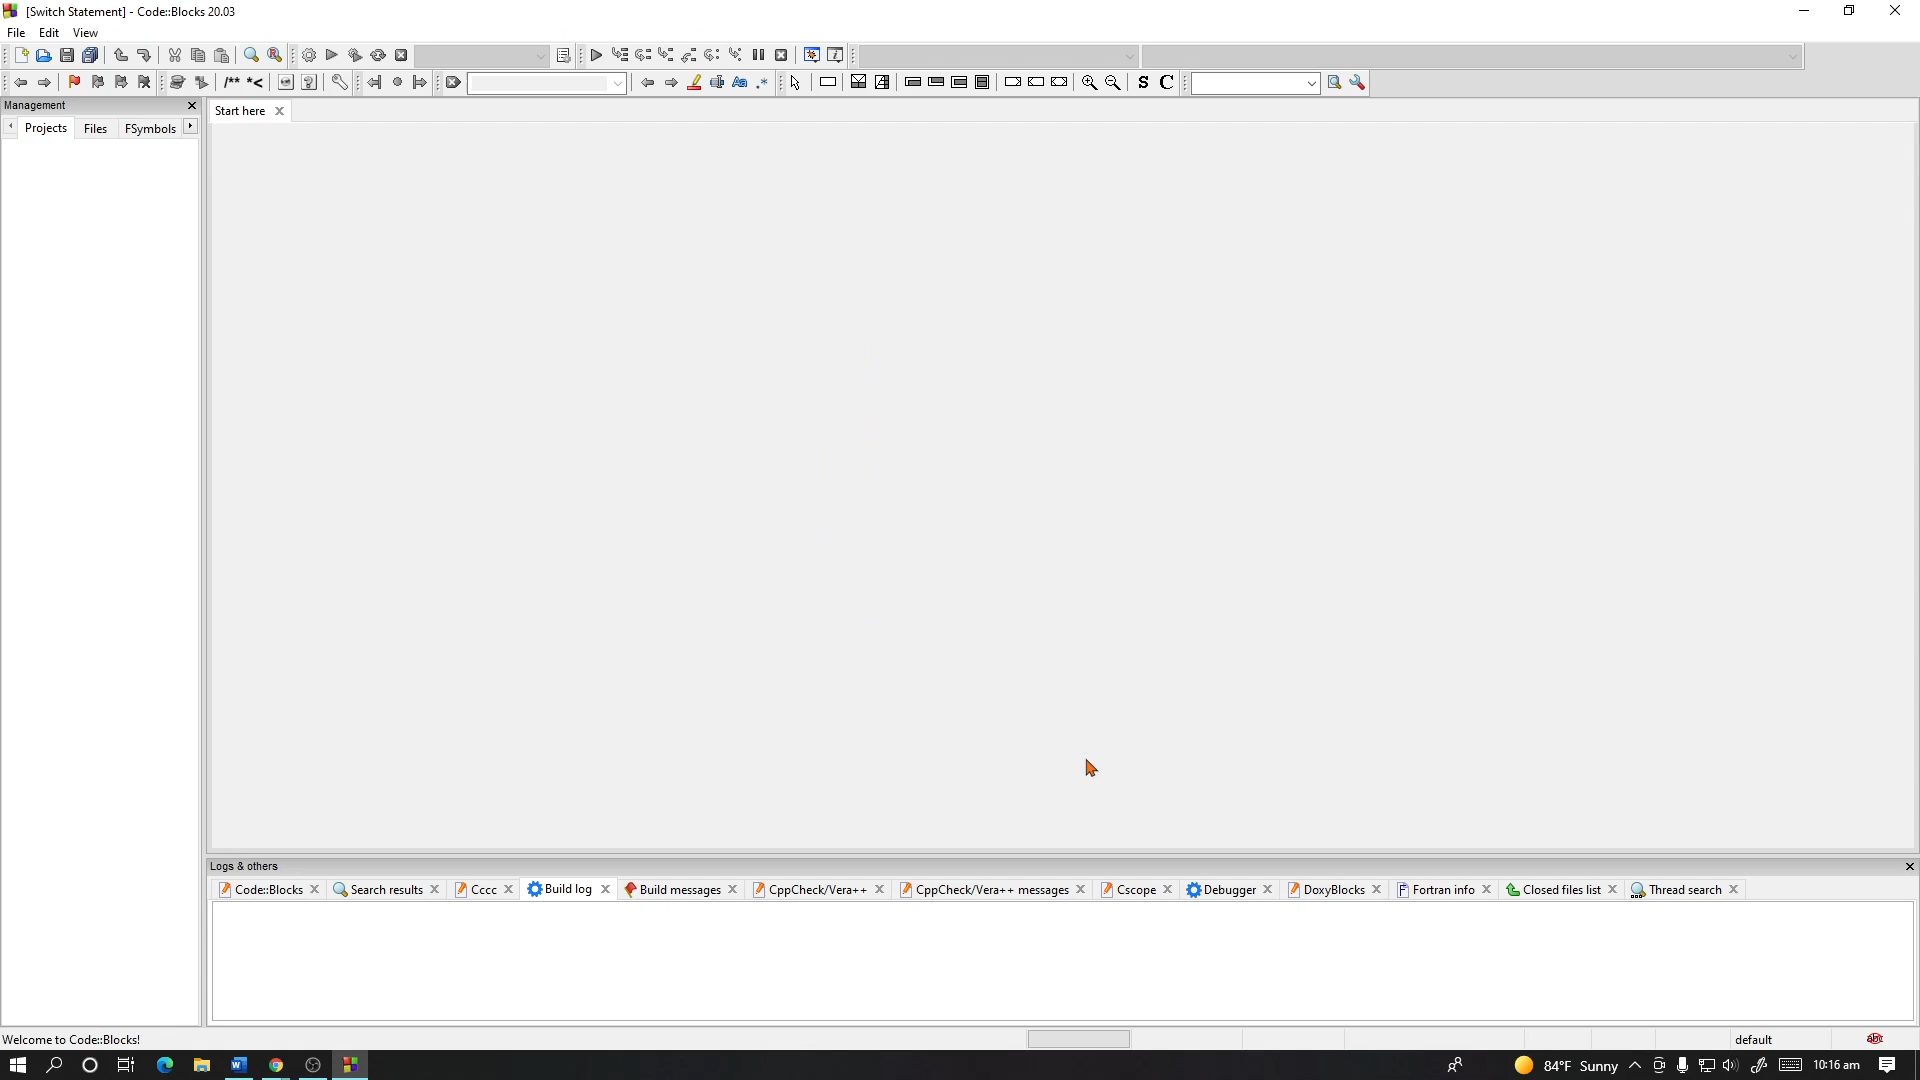 [Switch Statement] - Code::Blocks 20.03
File Edit View
/** *<
Aa .*
S C
Management
Projects Files FSymbols
Start here
Logs & others
Code::Blocks Search results Cccc Build log Build messages CppCheck/Vera++ CppCheck/Vera++ messages Cscope Debugger DoxyBlocks Fortran info Closed files list Thread search
Welcome to Code::Blocks!
default
abc
84°F Sunny
10:16 am